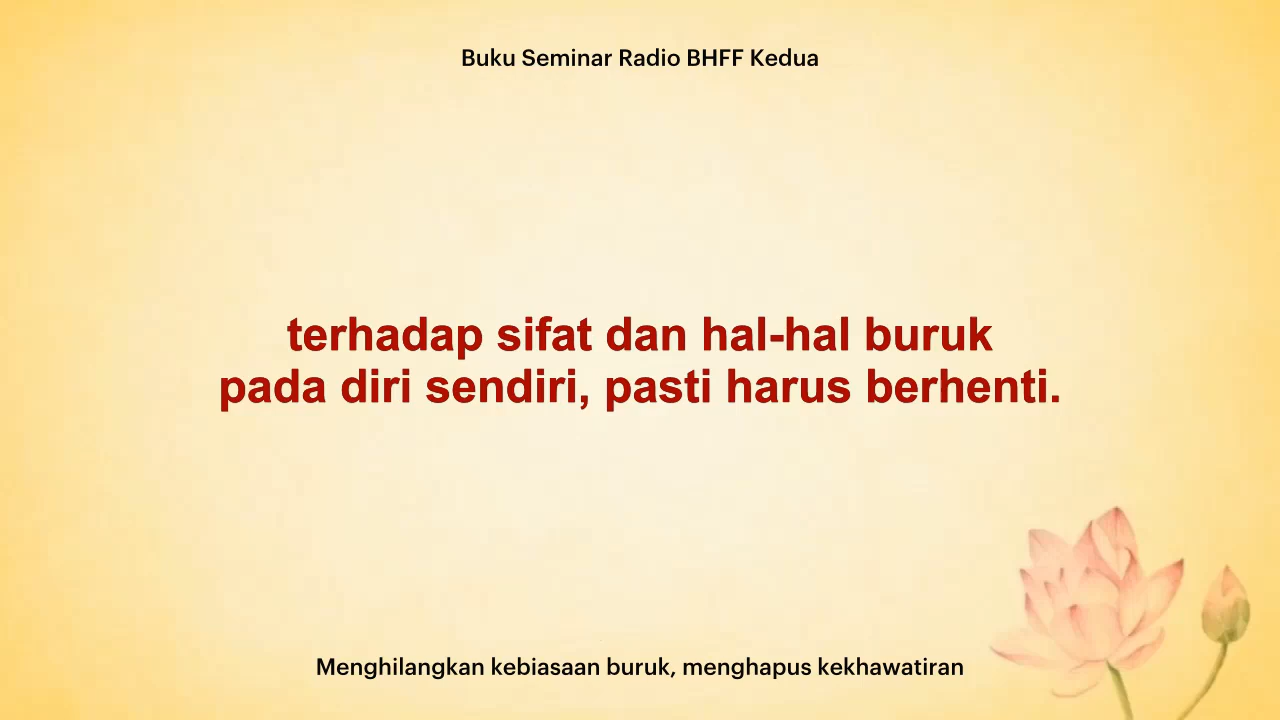 Buku Seminar Radio BHFF Kedua
terhadap sifat dan hal-hal buruk
pada diri sendiri, pasti harus berhenti.
Menghilangkan kebiasaan buruk, menghapus kekhawatiran